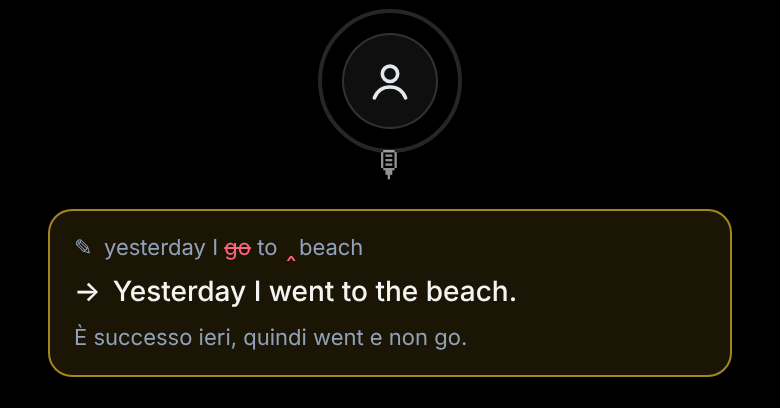 ✎ yesterday I go to ‸beach
→ Yesterday I went to the beach.
È successo ieri, quindi went e non go.